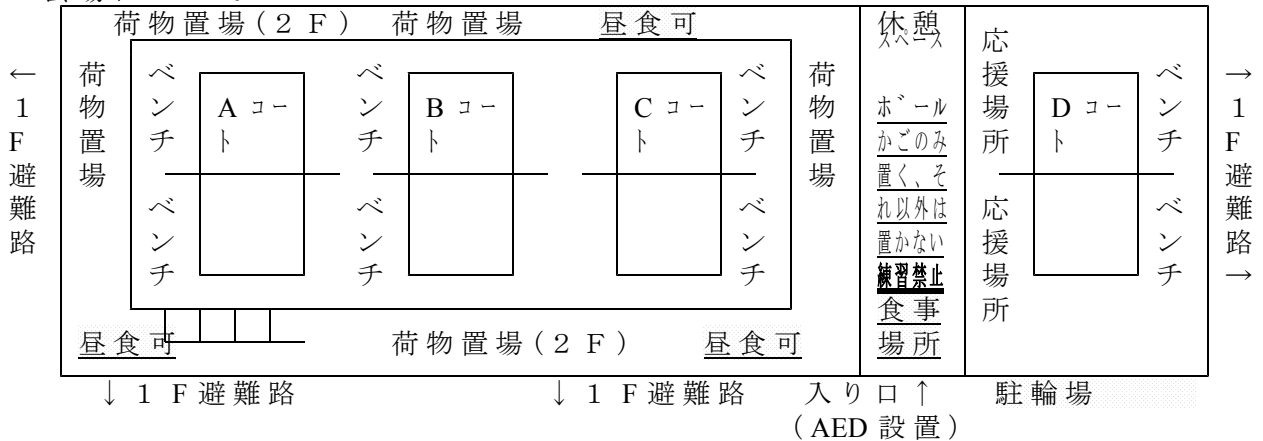 荷物置場(２Ｆ) 荷物置場 昼食可
休憩
スペース
ボール
かごのみ
置く、そ
れ以外は
置かない
練習禁止
食事
場所
←１Ｆ避難路
荷物置場
ベンチ
ベンチ
Aコート
ベンチ
ベンチ
Bコート
Cコート
ベンチ
ベンチ
荷物置場
応援場所
応援場所
Dコート
ベンチ
ベンチ
→１Ｆ避難路→
昼食可 荷物置場(２Ｆ) 昼食可
↓１Ｆ避難路 ↓１Ｆ避難路 入り口↑ 駐輪場
（AED設置）